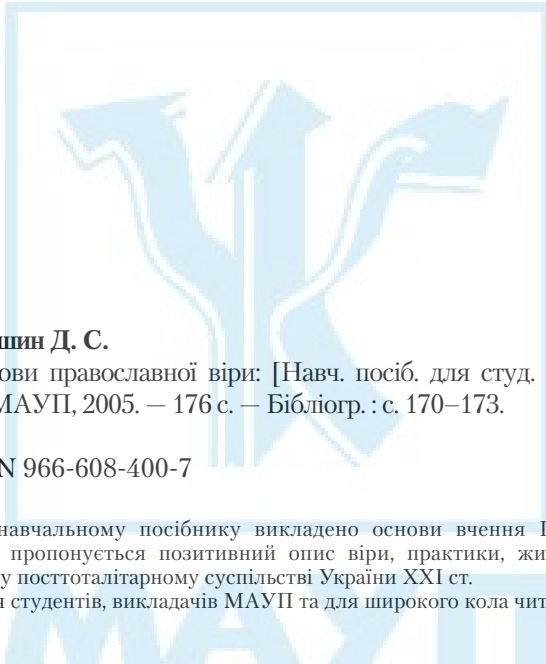 МАУП
шин Д. С.
ови православної віри: [Навч. посіб. для студ.
МАУП, 2005. — 176 с. — Бібліогр. : с. 170–173.
N 966-608-400-7
навчальному посібнику викладено основи вчення
пропонується позитивний опис віри, практики, жи
у посттоталітарному суспільстві України XXI ст.
я студентів, викладачів МАУП та для широкого кола чит
МАУП